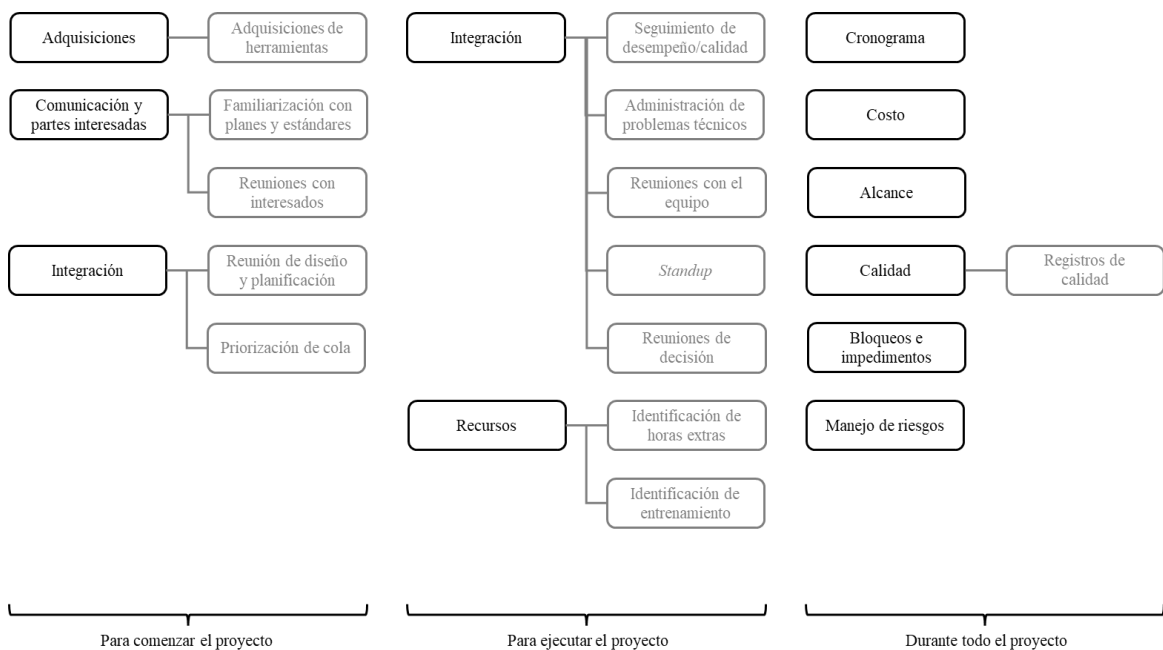 Adquisiciones
Adquisiciones de
herramientas
Comunicación y
partes interesadas
Familiarización con
planes y estándares
Reuniones con
interesados
Integración
Reunión de diseño
y planificación
Priorización de cola
Para comenzar el proyecto
Integración
Seguimiento de
desempeño/calidad
Administración de
problemas técnicos
Reuniones con el
equipo
Standup
Reuniones de
decisión
Recursos
Identificación de
horas extras
Identificación de
entrenamiento
Para ejecutar el proyecto
Cronograma
Costo
Alcance
Calidad
Registros de
calidad
Bloqueos e
impedimentos
Manejo de riesgos
Durante todo el proyecto